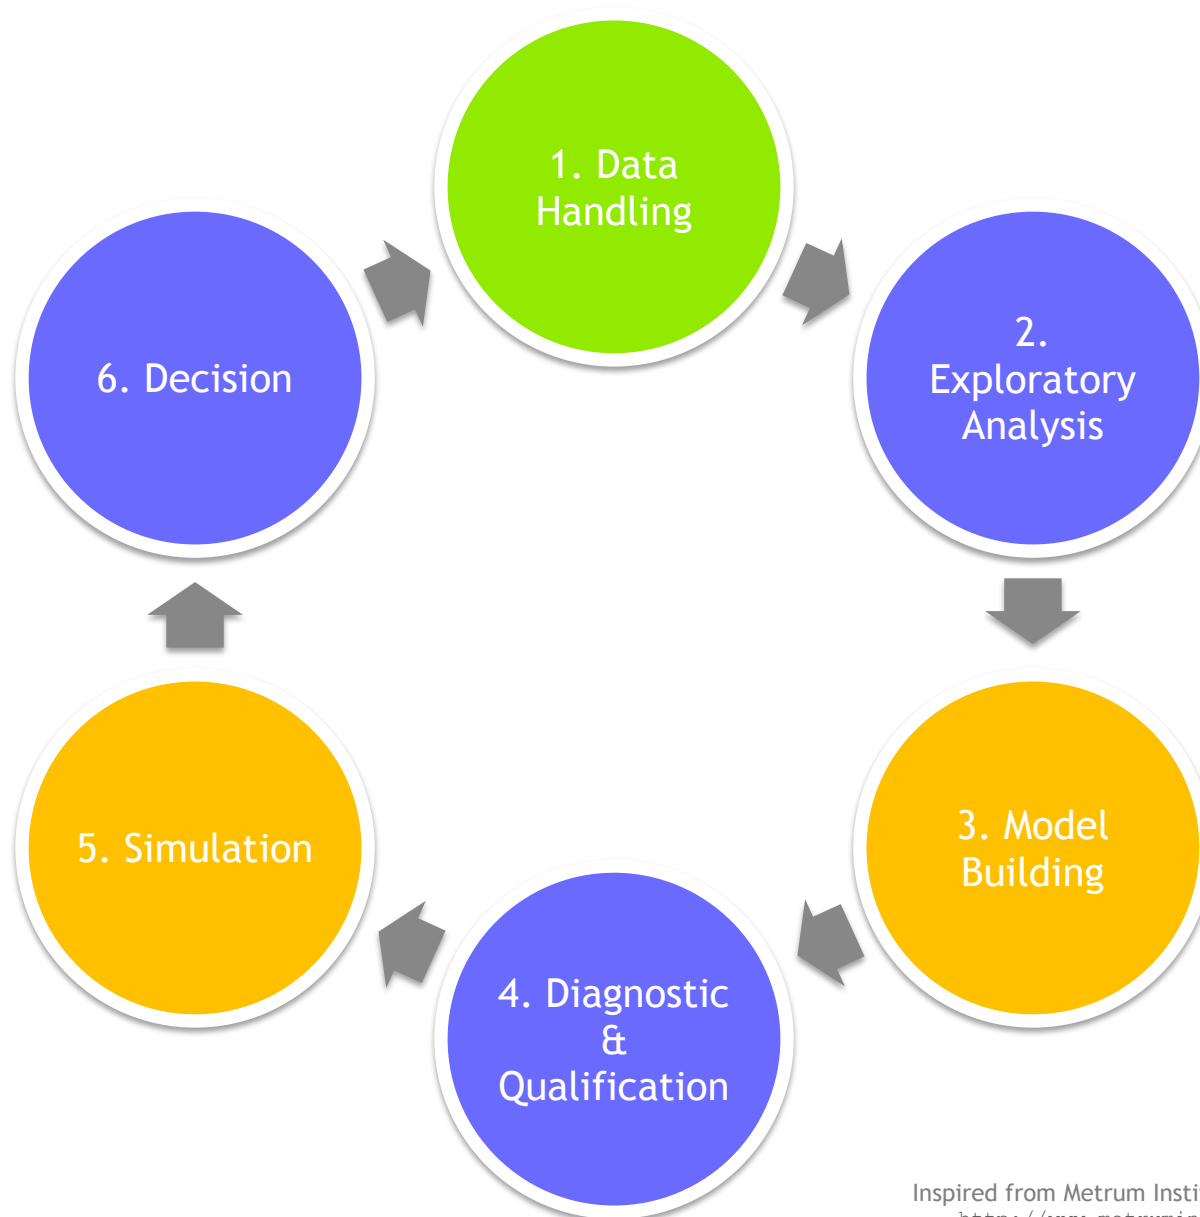 1. Data
Handling
2.
Exploratory
Analysis
3. Model
Building
4. Diagnostic
&
Qualification
5. Simulation
6. Decision
Inspired from Metrum